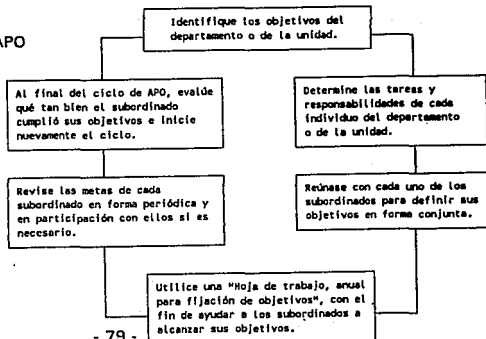 APO
Identifique los objetivos del
departamento o de la unidad.
Al final del ciclo de APO, evalúe
qué tan bien el subordinado
cumplió sus objetivos e inicie
nuevamente el ciclo.
Determine las tareas y
responsabilidades de cada
individuo del departamento
o de la unidad.
Revise las metas de cada
subordinado en forma periódica y
en participación con ellos si es
necesario.
Reúnase con cada uno de los
subordinados para definir sus
objetivos en forma conjunta.
Utilice una "Hoja de trabajo, anual
para fijación de objetivos", con el
fin de ayudar a los subordinados a
alcanzar sus objetivos.
- 79 -